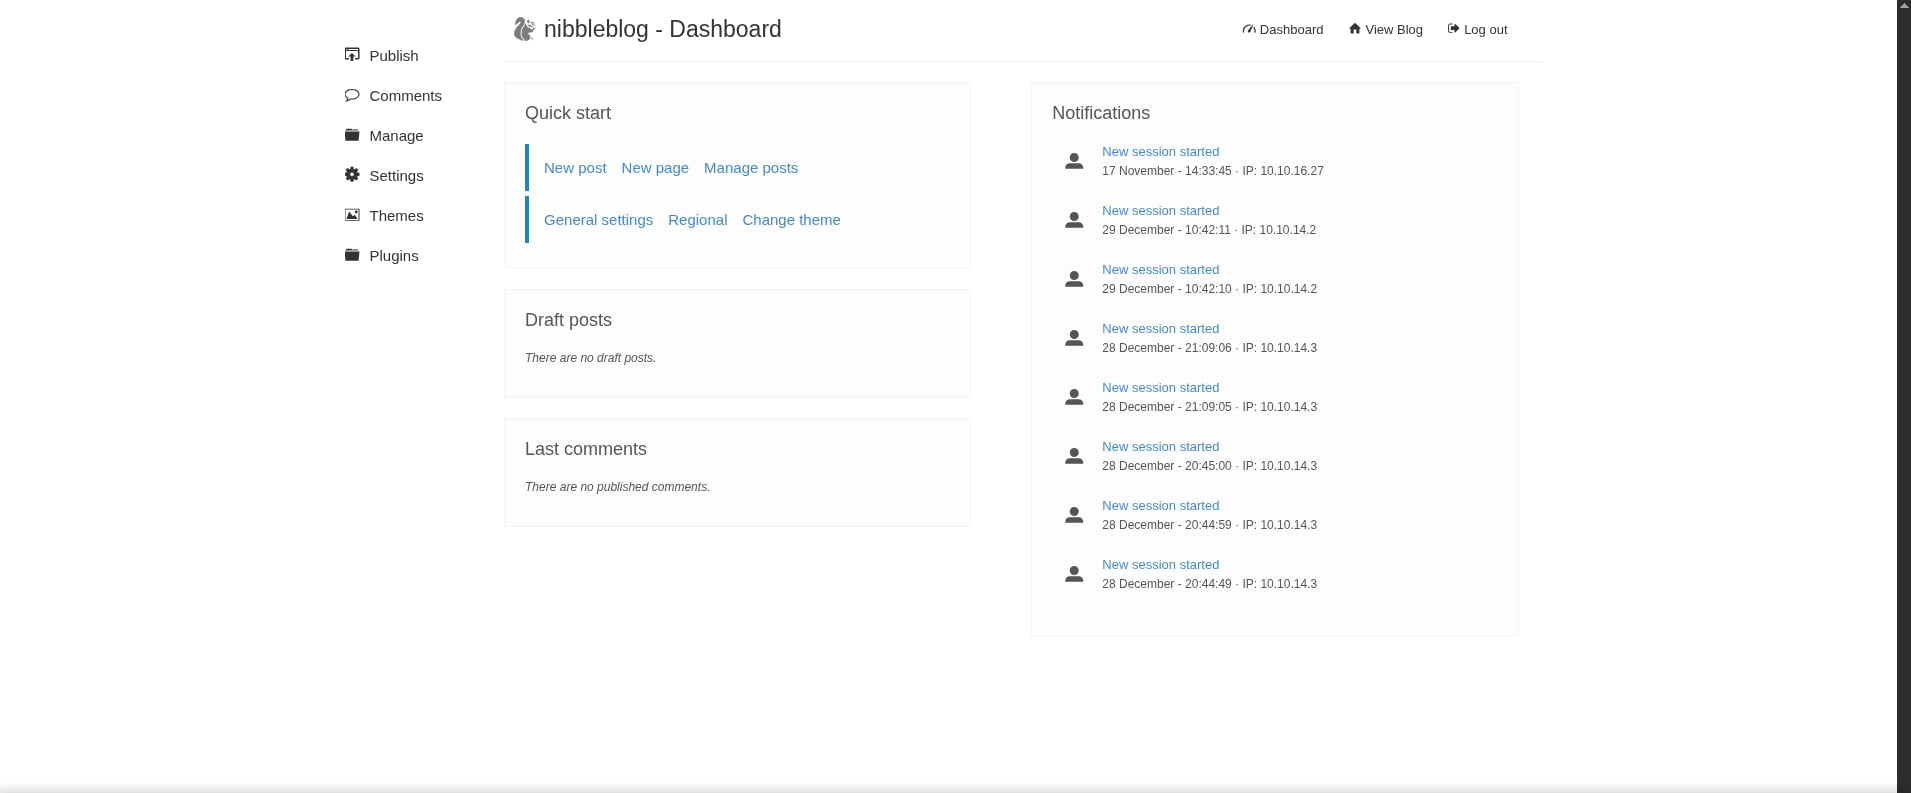 nibbleblog - Dashboard
Dashboard View Blog Log out
Publish
Comments
Manage
Settings
Themes
Plugins
Quick start
New post New page Manage posts
General settings Regional Change theme
Draft posts
There are no draft posts.
Last comments
There are no published comments.
Notifications
New session started
17 November - 14:33:45 · IP: 10.10.16.27
New session started
29 December - 10:42:11 · IP: 10.10.14.2
New session started
29 December - 10:42:10 · IP: 10.10.14.2
New session started
28 December - 21:09:06 · IP: 10.10.14.3
New session started
28 December - 21:09:05 · IP: 10.10.14.3
New session started
28 December - 20:45:00 · IP: 10.10.14.3
New session started
28 December - 20:44:59 · IP: 10.10.14.3
New session started
28 December - 20:44:49 · IP: 10.10.14.3